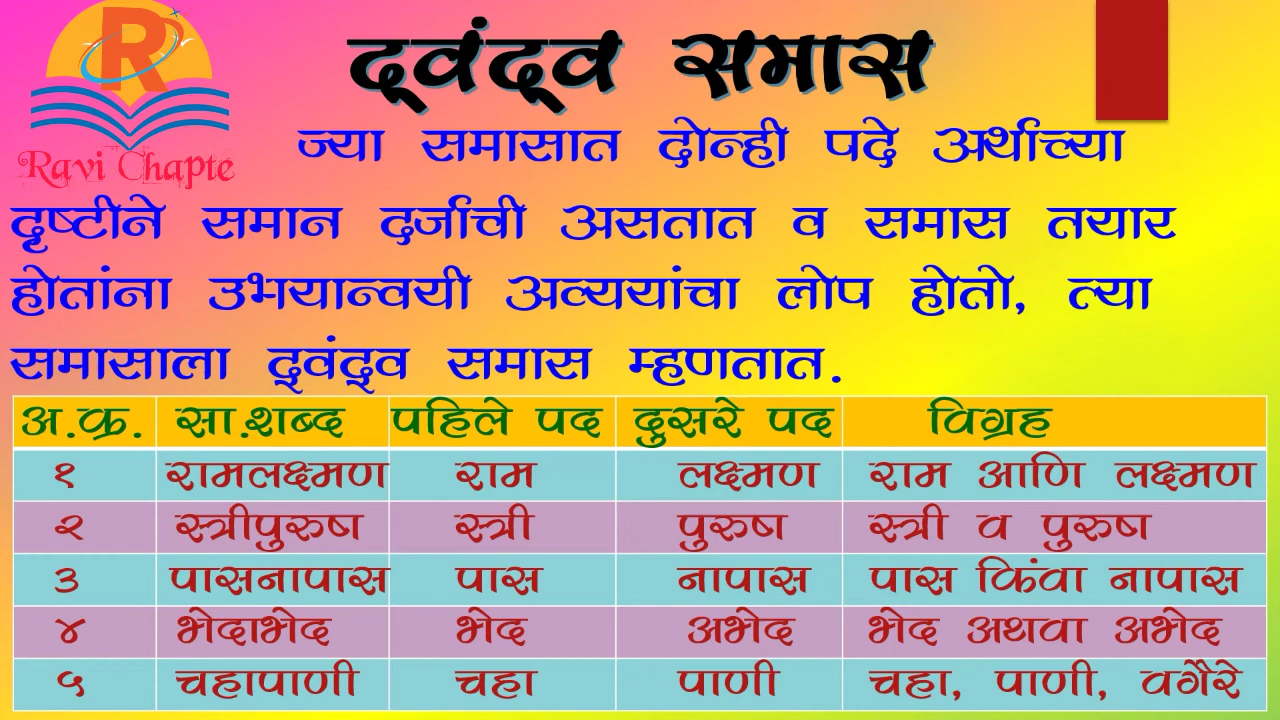 द्वंद्व समास
Ravi Chapte
ज्या समासात दोन्ही पदे अर्थाच्या
दृष्टीने समान दर्जाची असतात व समास तयार
होतांना उभयान्वयी अव्ययांचा लोप होतो, त्या
समासाला द्वंद्व समास म्हणतात.
अ.क्र. सा.शब्द पहिले पद दुसरे पद विग्रह
१ रामलक्ष्मण राम लक्ष्मण राम आणि लक्ष्मण
२ स्त्रीपुरुष स्त्री पुरुष स्त्री व पुरुष
३ पासनापास पास नापास पास किंवा नापास
४ भेदाभेद भेद अभेद भेद अथवा अभेद
५ चहापाणी चहा पाणी चहा, पाणी, वगैरे